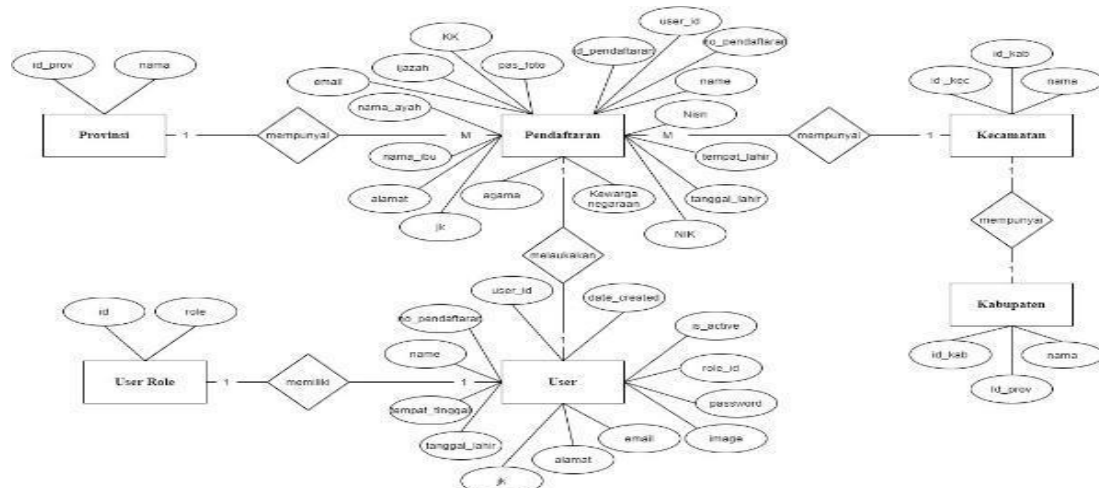 user_id
KK
no_pendaftaran
id_pendaftaran
id_kab
id_prov
nama
ijazah
pas_foto
email
name
id_kec
nama
nama_ayah
Nisn
Provinsi
1
mempunyai
M
Pendaftaran
M
mempunyai
1
Kecamatan
nama_ibu
tempat_lahir
1
1
agama
Kewarga
negaraan
alamat
tanggal_lahir
jk
NIK
mempunyai
melaukakan
user_id
date_created
1
Kabupaten
id
role
no_pendaftaran
is_active
1
name
id_kab
nama
User Role
1
memiliki
1
User
role_id
id_prov
tempat_tinggal
password
tanggal_lahir
email
image
jk
alamat